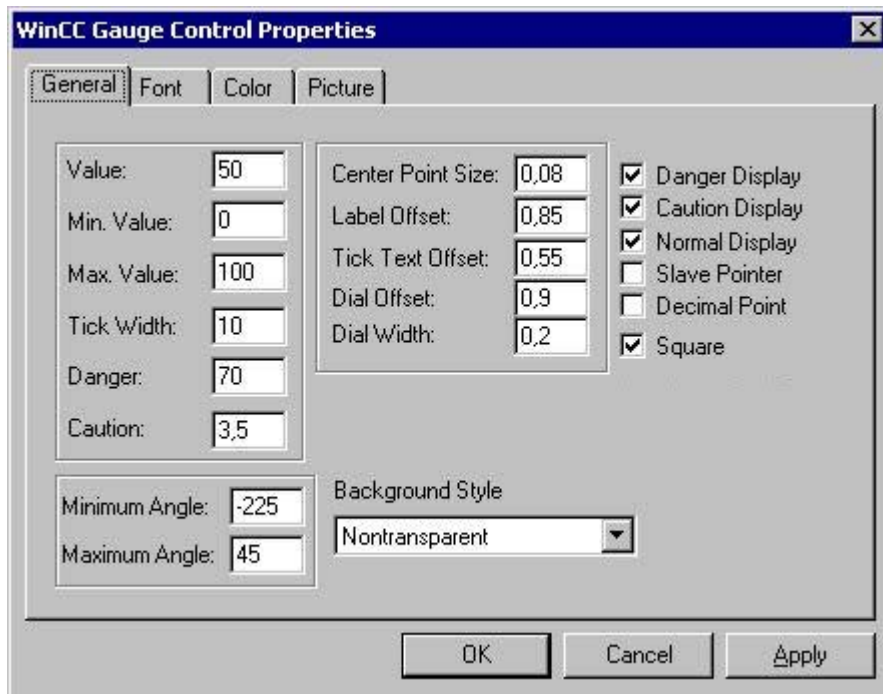 WinCC Gauge Control Properties
General Font Color Picture
Value: 50
Min. Value: 0
Max. Value: 100
Tick Width: 10
Danger: 70
Caution: 3,5
Center Point Size: 0,08
Label Offset: 0,85
Tick Text Offset: 0,55
Dial Offset: 0,9
Dial Width: 0,2
Danger Display
Caution Display
Normal Display
Slave Pointer
Decimal Point
Square
Minimum Angle: -225
Maximum Angle: 45
Background Style
Nontransparent
OK Cancel Apply